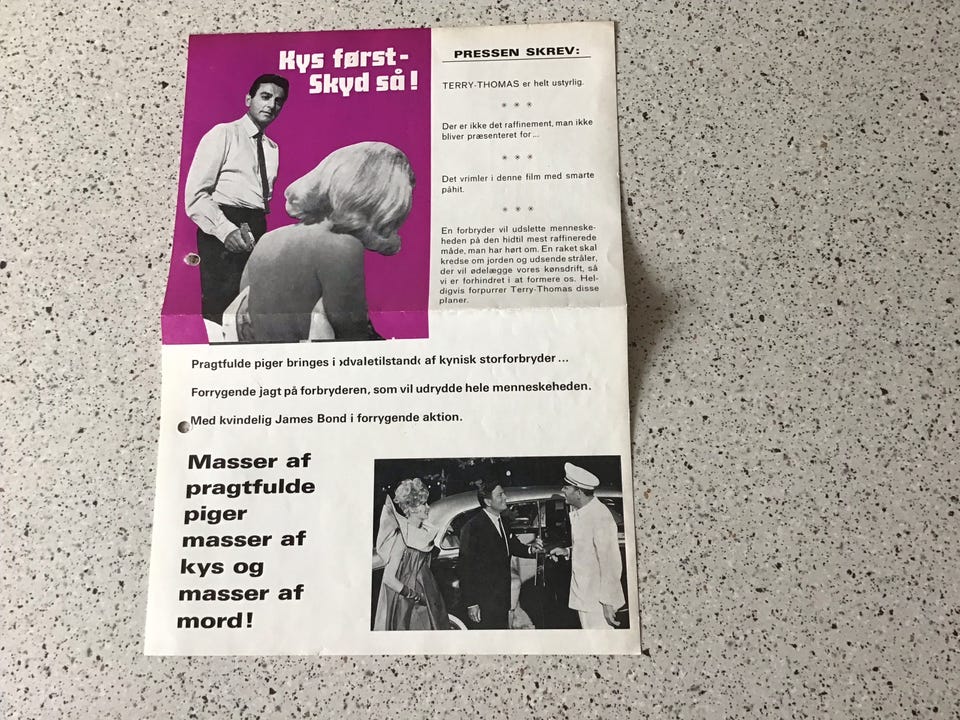 Kys først-
Skyd så!
PRESSEN SKREV:
TERRY-THOMAS er helt ustyrlig.
* * *
Der er ikke det raffinement, man ikke
bliver præsenteret for...
* * *
Det vrimler i denne film med smarte
påhit.
* * *
En forbryder vil udslette menneske-
heden på den hidtil mest raffinerede
måde, man har hørt om. En raket skal
kredse om jorden og udsende stråler,
der vil ødelægge vores kønsdrift, så
vi er forhindret i at formere os. Hel-
digvis forpurrer Terry-Thomas disse
planer.
Pragtfulde piger bringes i ›dvaletilstand‹ af kynisk storforbryder...
Forrygende jagt på forbryderen, som vil udrydde hele menneskeheden.
Med kvindelig James Bond i forrygende aktion.
Masser af
pragtfulde
piger
masser af
kys og
masser af
mord!